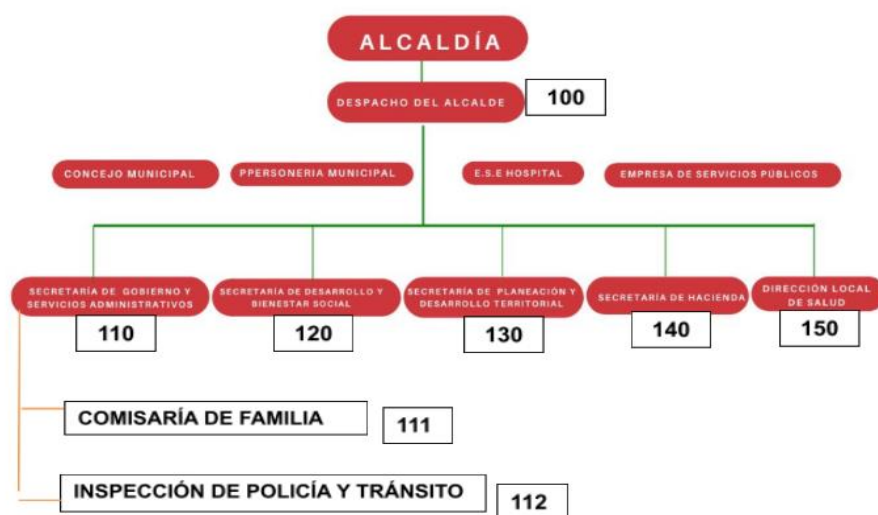 ALCALDÍA
DESPACHO DEL ALCALDE
100
CONCEJO MUNICIPAL
PPERSONERIA MUNICIPAL
E.S.E HOSPITAL
EMPRESA DE SERVICIOS PÚBLICOS
SECRETARÍA DE GOBIERNO Y
SERVICIOS ADMINISTRATIVOS
110
SECRETARÍA DE DESARROLLO Y
BIENESTAR SOCIAL
120
SECRETARÍA DE PLANEACIÓN Y
DESARROLLO TERRITORIAL
130
SECRETARÍA DE HACIENDA
140
DIRECCIÓN LOCAL
DE SALUD
150
COMISARÍA DE FAMILIA
111
INSPECCIÓN DE POLICÍA Y TRÁNSITO
112